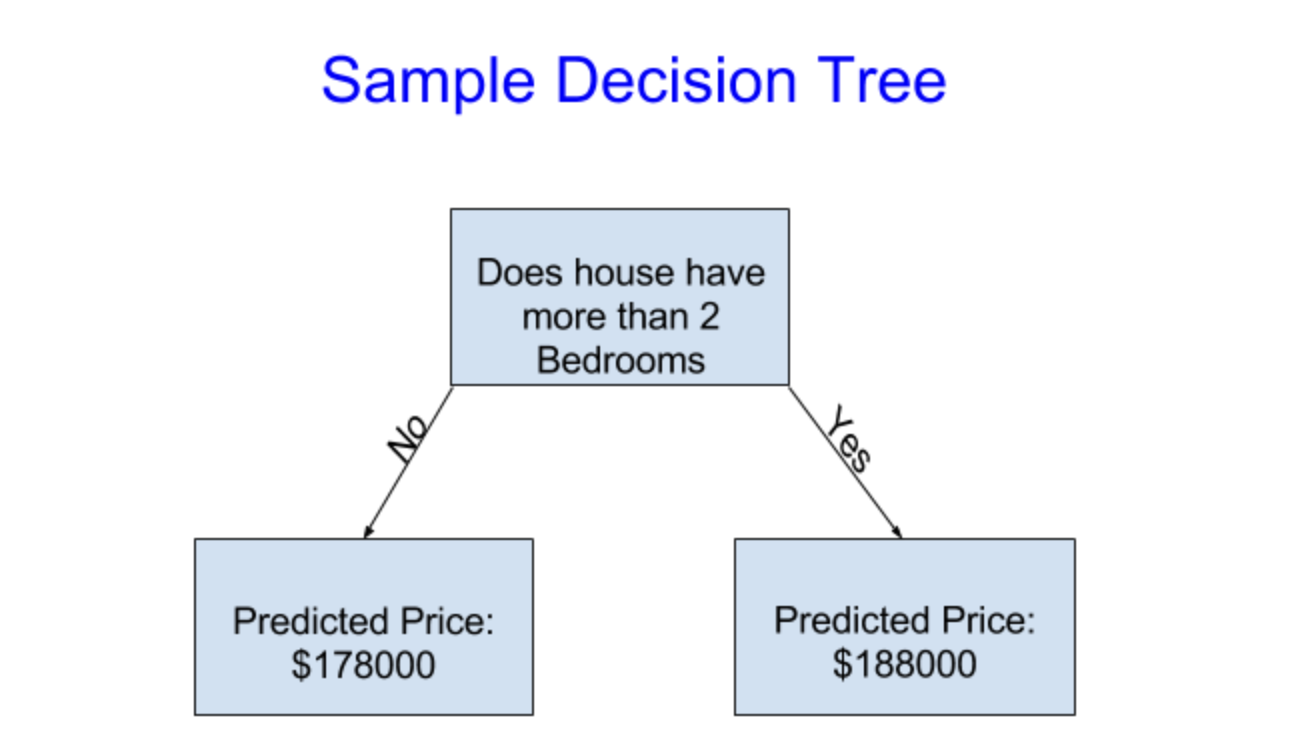 Sample Decision Tree
Does house have
more than 2
Bedrooms
No
Yes
Predicted Price:
$178000
Predicted Price:
$188000